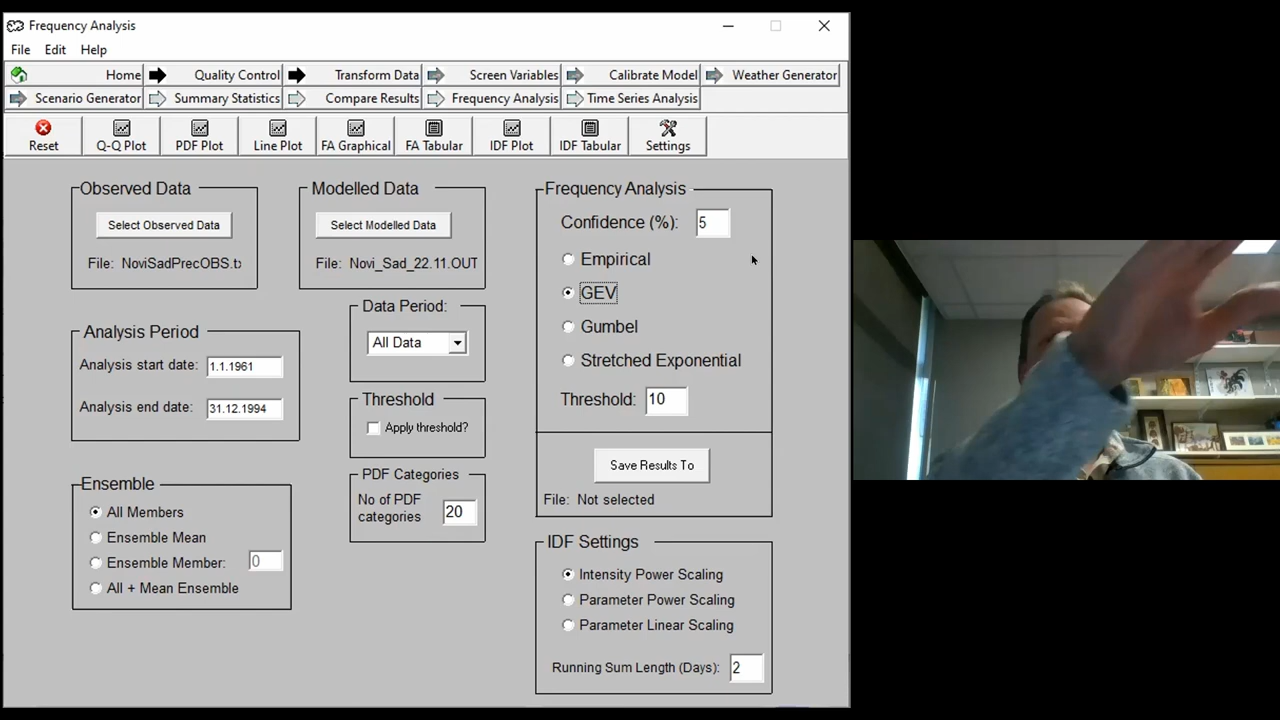 Frequency Analysis
File Edit Help
Home Quality Control Transform Data Screen Variables Calibrate Model Weather Generator
Scenario Generator Summary Statistics Compare Results Frequency Analysis Time Series Analysis
Reset Q-Q Plot PDF Plot Line Plot FA Graphical FA Tabular IDF Plot IDF Tabular Settings
Observed Data
Select Observed Data
File: NoviSadPrecOBS.tx
Modelled Data
Select Modelled Data
File: Novi_Sad_22.11.OUT
Analysis Period
Analysis start date: 1.1.1961
Analysis end date: 31.12.1994
Data Period:
All Data
Threshold
Apply threshold?
Ensemble
All Members
Ensemble Mean
Ensemble Member: 0
All + Mean Ensemble
PDF Categories
No of PDF
categories 20
Frequency Analysis
Confidence (%): 5
Empirical
GEV
Gumbel
Stretched Exponential
Threshold: 10
Save Results To
File: Not selected
IDF Settings
Intensity Power Scaling
Parameter Power Scaling
Parameter Linear Scaling
Running Sum Length (Days): 2